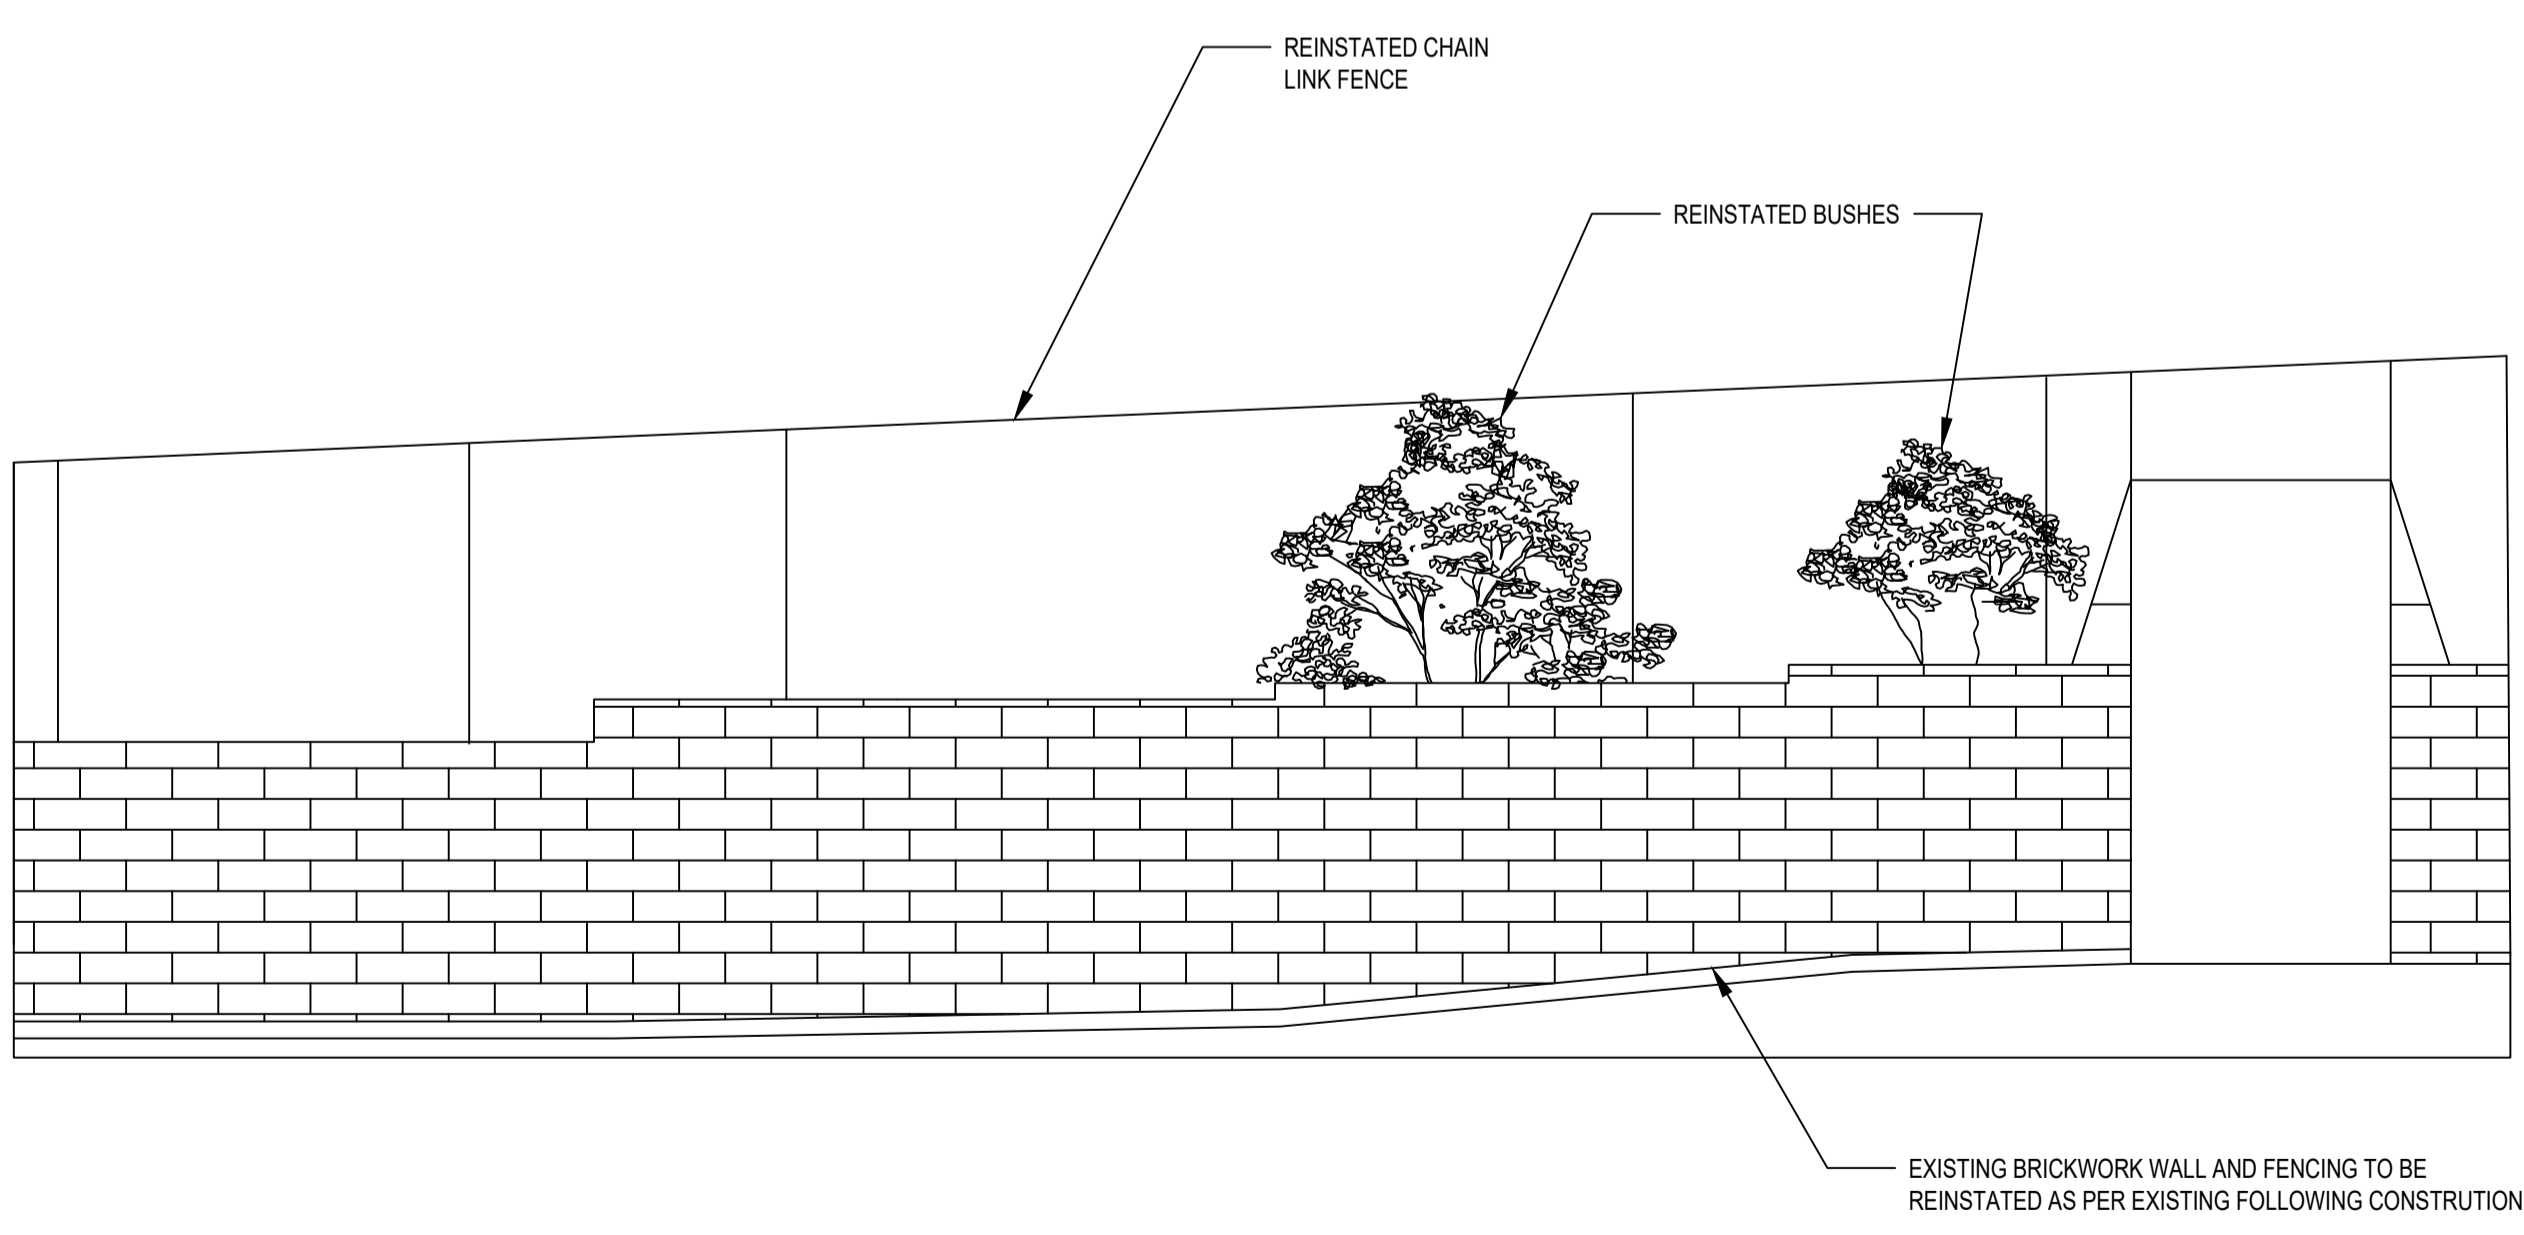 REINSTATED CHAIN
LINK FENCE
REINSTATED BUSHES
EXISTING BRICKWORK WALL AND FENCING TO BE
REINSTATED AS PER EXISTING FOLLOWING CONSTRUTION